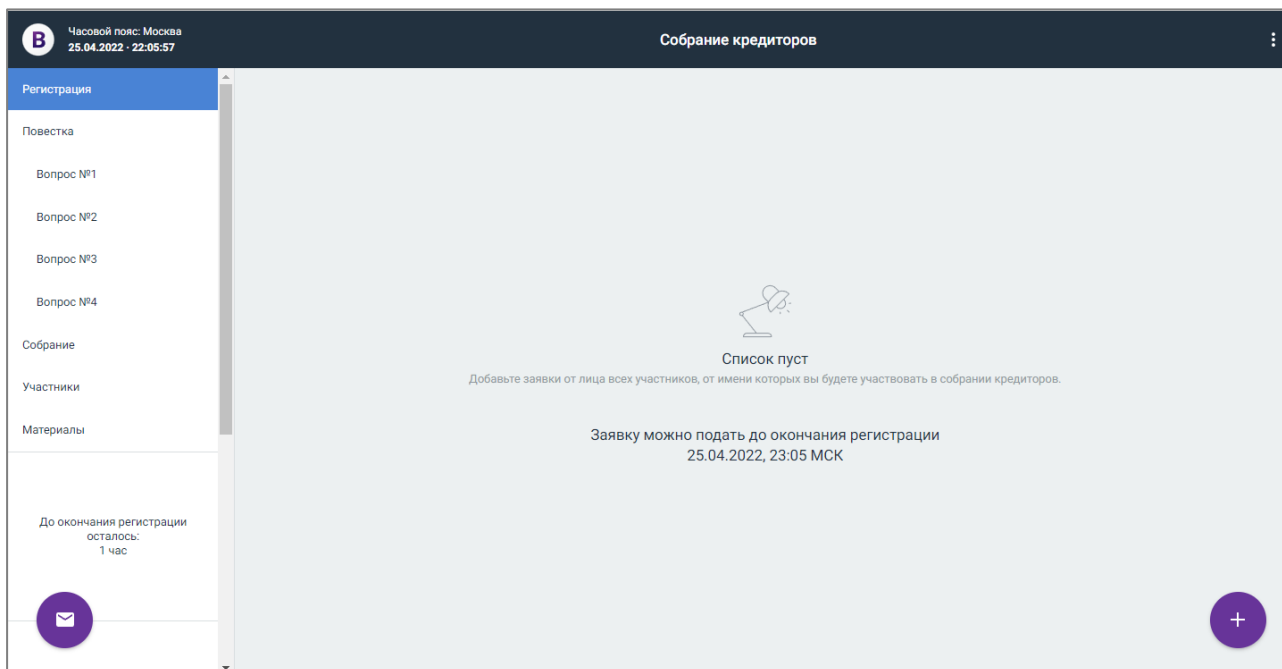 B
Часовой пояс: Москва
25.04.2022 · 22:05:57
Собрание кредиторов
Регистрация
Повестка
Вопрос №1
Вопрос №2
Вопрос №3
Вопрос №4
Собрание
Участники
Материалы
До окончания регистрации
осталось:
1 час
Список пуст
Добавьте заявки от лица всех участников, от имени которых вы будете участвовать в собрании кредиторов.
Заявку можно подать до окончания регистрации
25.04.2022, 23:05 МСК